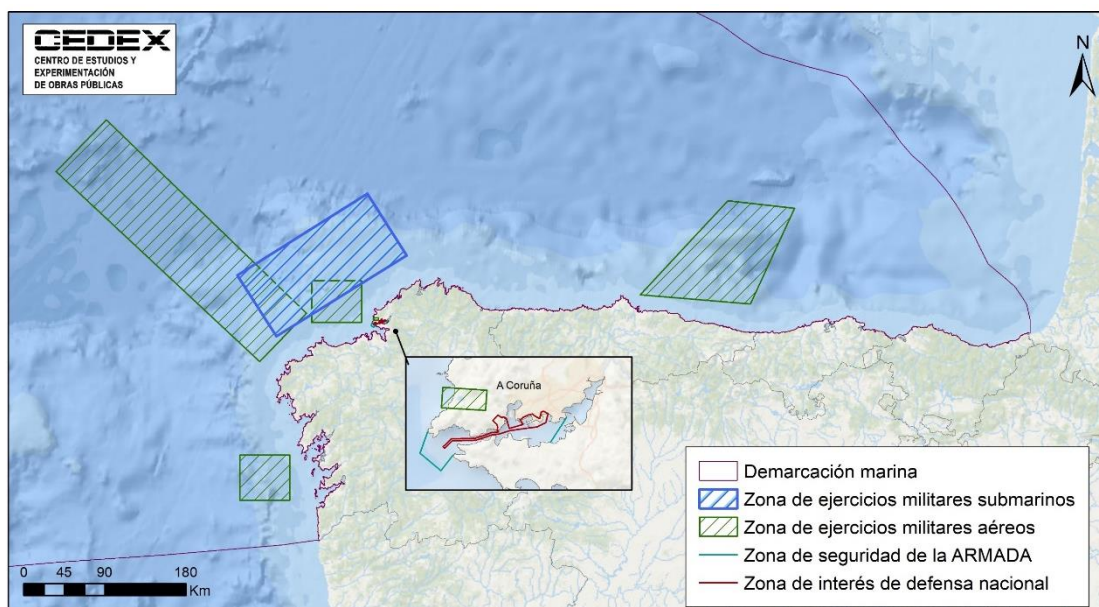 CEDEX
CENTRO DE ESTUDIOS Y
EXPERIMENTACIÓN
DE OBRAS PÚBLICAS
N
A Coruña
Demarcación marina
Zona de ejercicios militares submarinos
Zona de ejercicios militares aéreos
Zona de seguridad de la ARMADA
Zona de interés de defensa nacional
0 45 90 180
Km